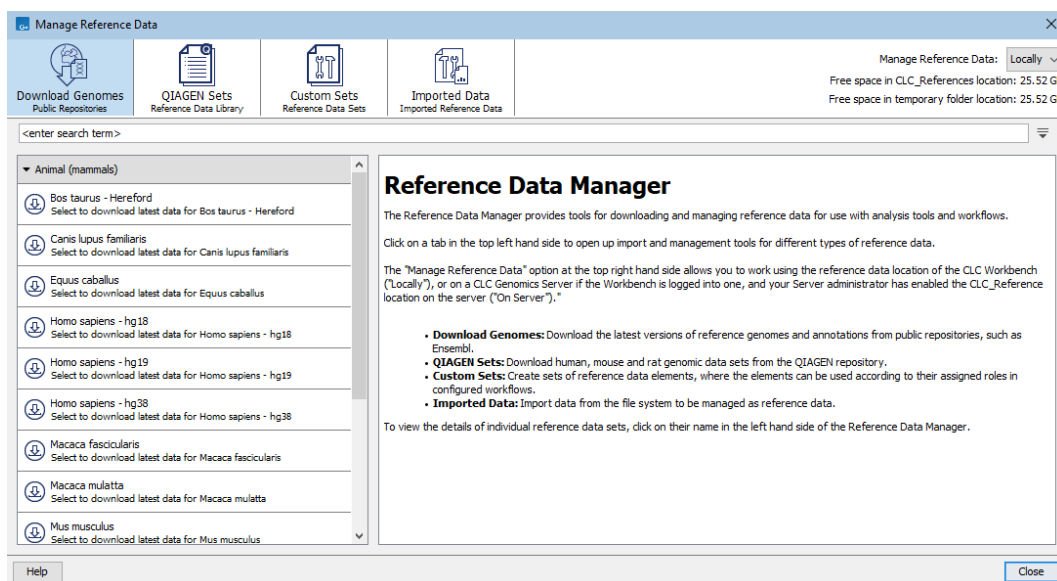 Manage Reference Data
Download Genomes
Public Repositories
QIAGEN Sets
Reference Data Library
Custom Sets
Reference Data Sets
Imported Data
Imported Reference Data
Manage Reference Data: Locally
Free space in CLC_References location: 25.52 G
Free space in temporary folder location: 25.52 G
<enter search term>
Animal (mammals)
Bos taurus - Hereford
Select to download latest data for Bos taurus - Hereford
Canis lupus familiaris
Select to download latest data for Canis lupus familiaris
Equus caballus
Select to download latest data for Equus caballus
Homo sapiens - hg18
Select to download latest data for Homo sapiens - hg18
Homo sapiens - hg19
Select to download latest data for Homo sapiens - hg19
Homo sapiens - hg38
Select to download latest data for Homo sapiens - hg38
Macaca fascicularis
Select to download latest data for Macaca fascicularis
Macaca mulatta
Select to download latest data for Macaca mulatta
Mus musculus
Select to download latest data for Mus musculus
Reference Data Manager
The Reference Data Manager provides tools for downloading and managing reference data for use with analysis tools and workflows.
Click on a tab in the top left hand side to open up import and management tools for different types of reference data.
The "Manage Reference Data" option at the top right hand side allows you to work using the reference data location of the CLC Workbench
("Locally"), or on a CLC Genomics Server if the Workbench is logged into one, and your Server administrator has enabled the CLC_Reference
location on the server ("On Server")."
• Download Genomes: Download the latest versions of reference genomes and annotations from public repositories, such as
Ensembl.
• QIAGEN Sets: Download human, mouse and rat genomic data sets from the QIAGEN repository.
• Custom Sets: Create sets of reference data elements, where the elements can be used according to their assigned roles in
configured workflows.
• Imported Data: Import data from the file system to be managed as reference data.
To view the details of individual reference data sets, click on their name in the left hand side of the Reference Data Manager.
Help
Close